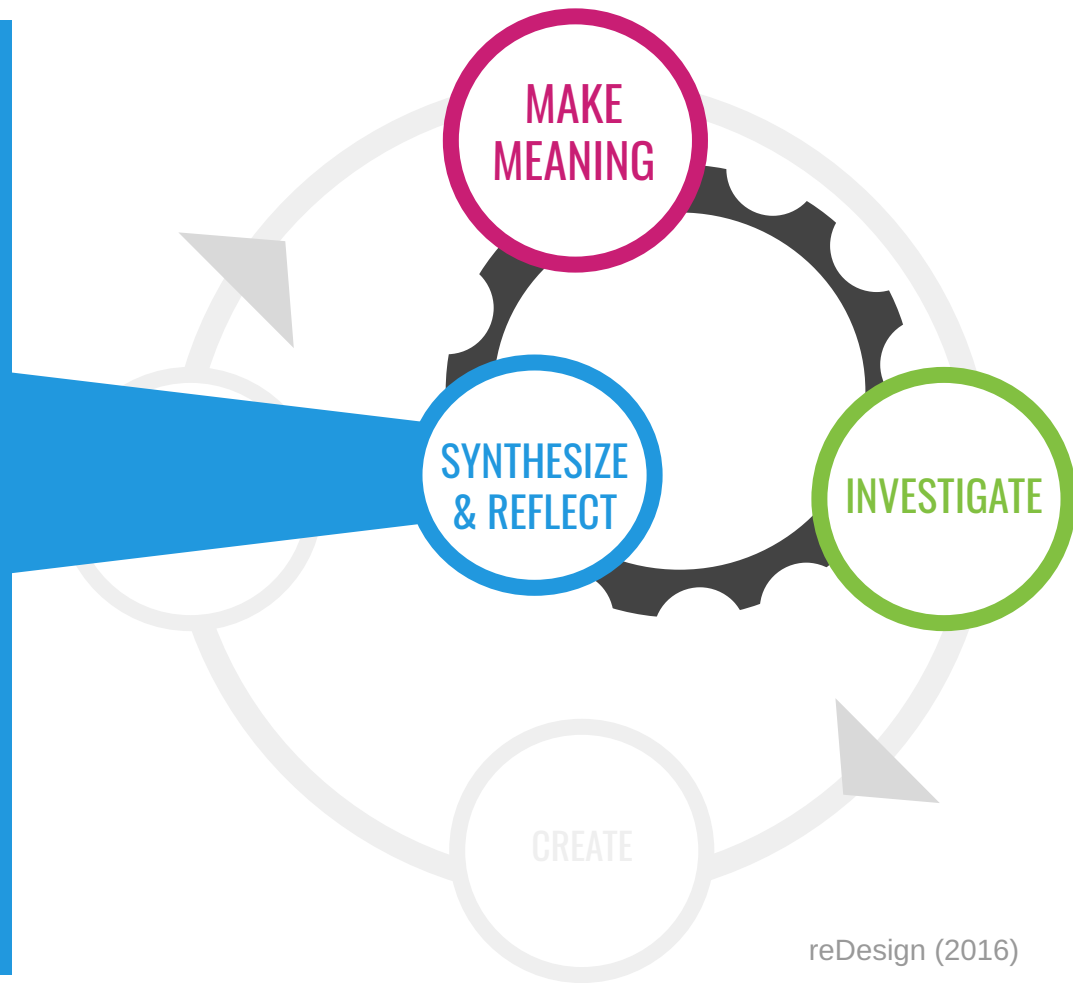 MAKE
MEANING
SYNTHESIZE
& REFLECT
INVESTIGATE
CREATE
reDesign (2016)